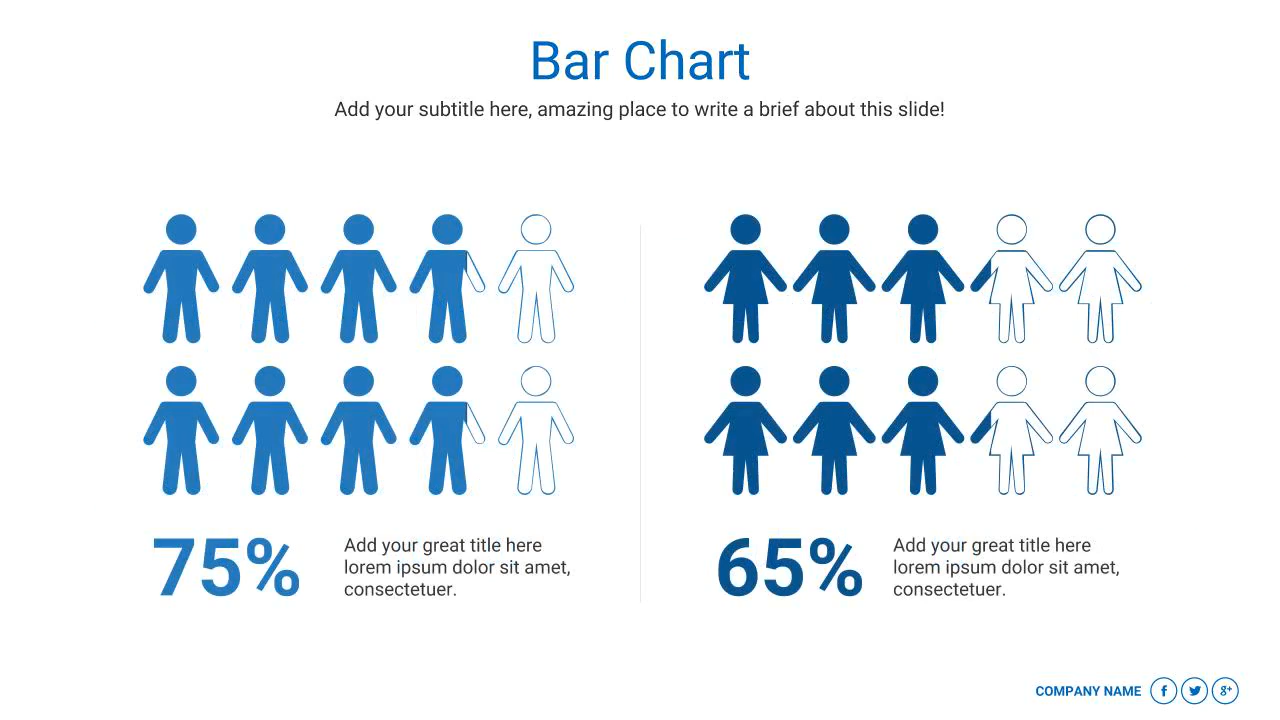 Bar Chart
Add your subtitle here, amazing place to write a brief about this slide!
75%
Add your great title here
lorem ipsum dolor sit amet,
consectetuer.
65%
Add your great title here
lorem ipsum dolor sit amet,
consectetuer.
COMPANY NAME f g+